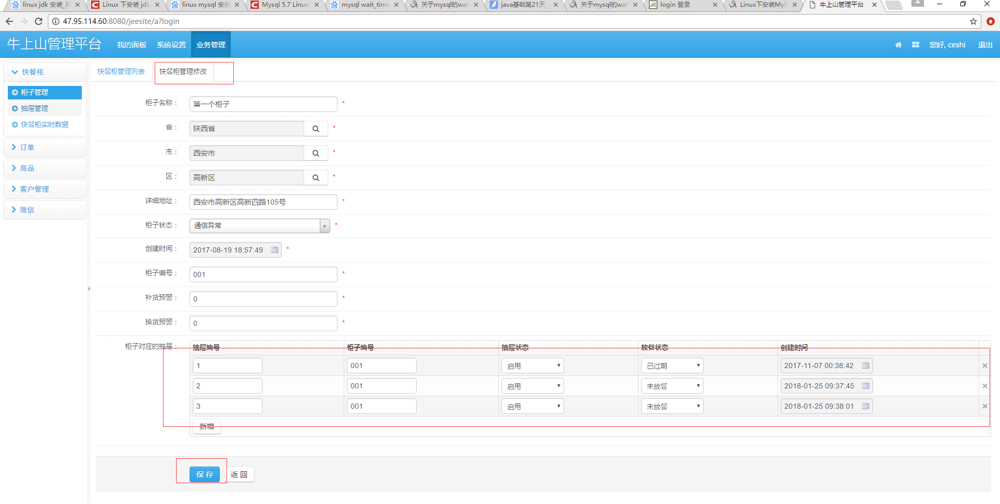 linux jdk 安装_百
Linux 下安装 jdk
linux mysql 安装
Mysql 5.7 Linux
mysql wait_time
关于mysql的wait
java基础第21天_
关于mysql的wait
login 登录
Linux下安装MyS
牛上山管理平台
47.95.114.60:8080/jeesite/a?login
牛上山管理平台
我的面板
系统设置
业务管理
您好, ceshi
退出
快餐柜
柜子管理
抽屉管理
快餐柜实时数据
订单
商品
客户管理
微信
快餐柜管理列表
快餐柜管理修改
柜子名称：
第一个柜子
*
省：
陕西省
*
市：
西安市
*
区：
高新区
*
详细地址：
西安市高新区高新四路105号
*
柜子状态：
通信异常
*
创建时间：
2017-08-19 18:57:49
*
柜子编号：
001
*
补货预警：
0
*
换货预警：
0
*
柜子对应的抽屉：
抽屉编号 柜子编号 抽屉状态 放餐状态 创建时间
1 001 启用 已过期 2017-11-07 00:38:42
2 001 启用 未放餐 2018-01-25 09:37:45
3 001 启用 未放餐 2018-01-25 09:38:01
新增
保 存
返 回